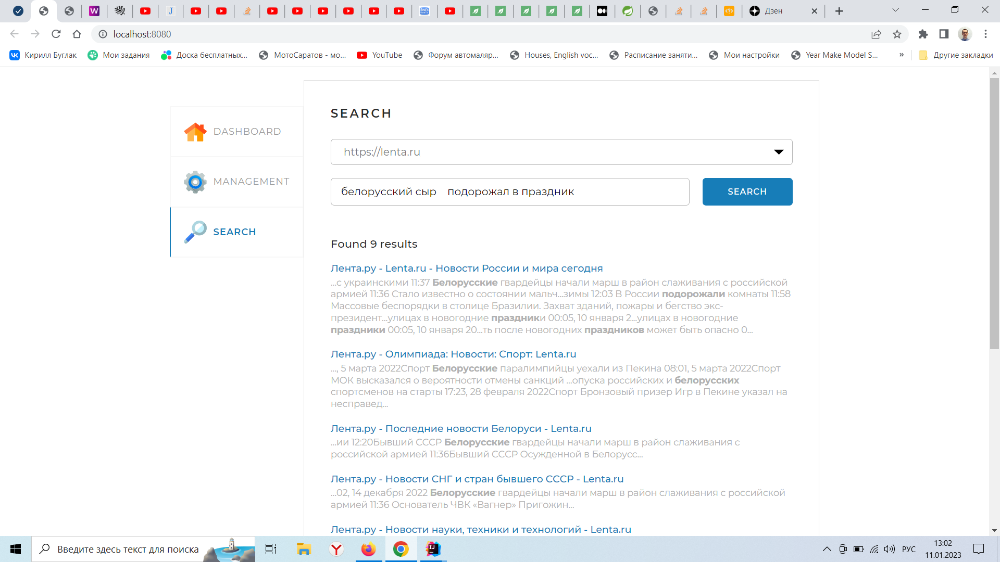 Дзен
localhost:8080
Кирилл Буглак
Мои задания
Доска бесплатных...
МотоСаратов - мо...
YouTube
Форум автомаляр...
Houses, English voc...
Расписание заняти...
Мои настройки
Year Make Model S...
»
Другие закладки
DASHBOARD
MANAGEMENT
SEARCH
SEARCH
https://lenta.ru
белорусский сыр    подорожал в праздник
SEARCH
Found 9 results
Лента.ру - Lenta.ru - Новости России и мира сегодня
...с украинскими 11:37 Белорусские гвардейцы начали марш в район слаживания с российской
армией 11:36 Стало известно о состоянии мальч...зимы 12:03 В России подорожали комнаты 11:58
Массовые беспорядки в столице Бразилии. Захват зданий, пожары и бегство экс-
президент...улицах в новогодние праздники 00:05, 10 января 2...улицах в новогодние
праздники 00:05, 10 января 20...ть после новогодних праздников может быть опасно 0...
Лента.ру - Олимпиада: Новости: Спорт: Lenta.ru
..., 5 марта 2022Спорт Белорусские паралимпийцы уехали из Пекина 08:01, 5 марта 2022Спорт
МОК высказался о вероятности отмены санкций ...опуска российских и белорусских
спортсменов на старты 17:23, 28 февраля 2022Спорт Бронзовый призер Игр в Пекине указал на
несправед...
Лента.ру - Последние новости Белоруси - Lenta.ru
...ии 12:20Бывший СССР Белорусские гвардейцы начали марш в район слаживания с
российской армией 11:36Бывший СССР Осужденной в Белорусс...
Лента.ру - Новости СНГ и стран бывшего СССР - Lenta.ru
...02, 14 декабря 2022 Белорусские гвардейцы начали марш в район слаживания с российской
армией 11:36 Основатель ЧВК «Вагнер» Пригожин...
Лента.ру - Новости науки, техники и технологий - Lenta.ru
Введите здесь текст для поиска
РУС
13:02
11.01.2023